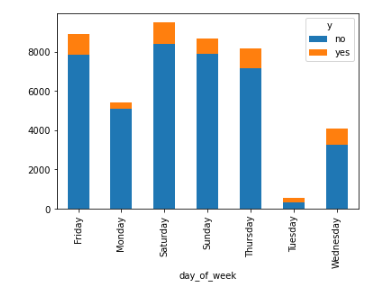 y
no
yes
8000
6000
4000
2000
0
Friday
Monday
Saturday
Sunday
Thursday
Tuesday
Wednesday
day_of_week